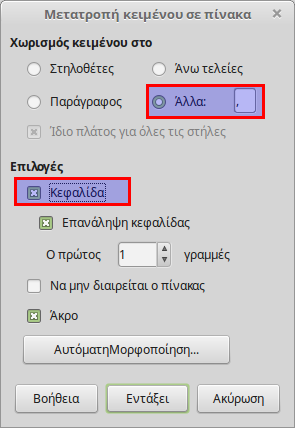 Μετατροπή κειμένου σε πίνακα
Χωρισμός κειμένου στο
Στηλοθέτες Άνω τελείες
Παράγραφος Άλλα: ,
Ίδιο πλάτος για όλες τις στήλες
Επιλογές
Κεφαλίδα
Επανάληψη κεφαλίδας
Ο πρώτος 1 γραμμές
Να μην διαιρείται ο πίνακας
Άκρο
ΑυτόματηΜορφοποίηση...
Βοήθεια Εντάξει Ακύρωση